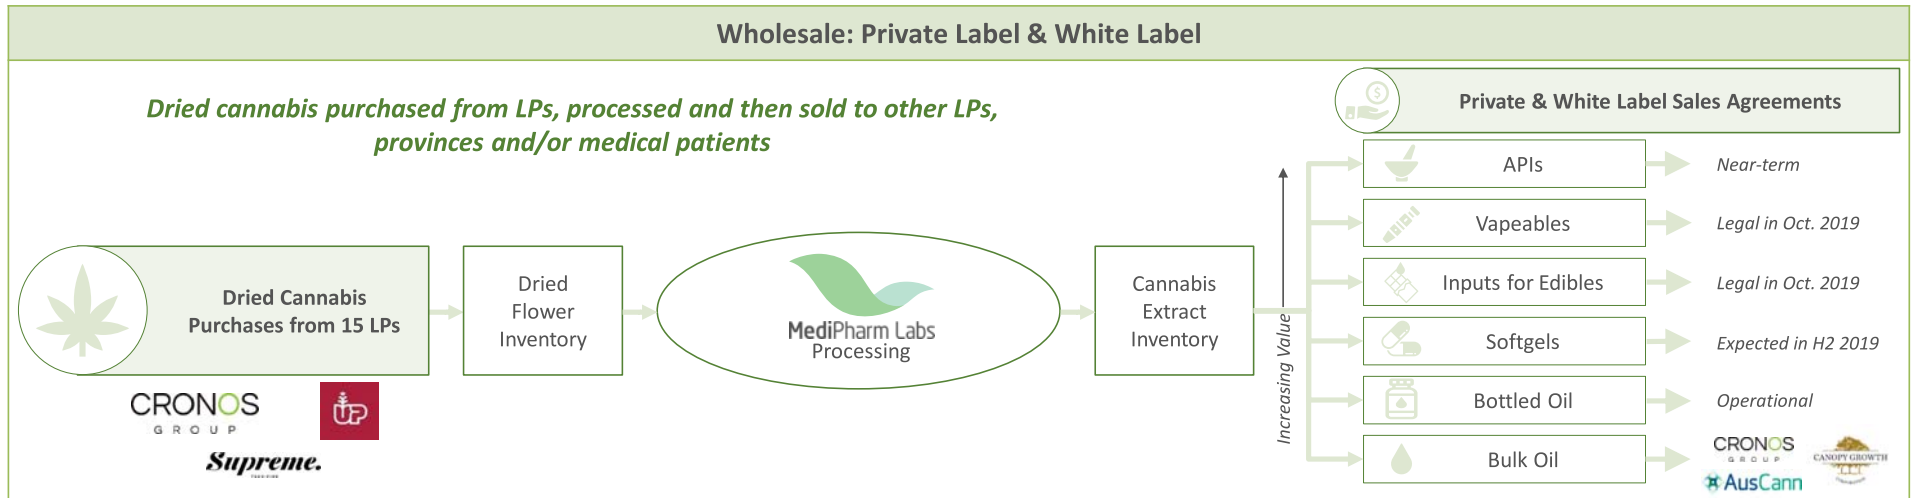 Wholesale: Private Label & White Label
Dried cannabis purchased from LPs, processed and then sold to other LPs,
provinces and/or medical patients
Dried Cannabis
Purchases from 15 LPs
CRONOS
GROUP
UP
Supreme.
Dried
Flower
Inventory
MediPharm Labs
Processing
Cannabis
Extract
Inventory
Increasing Value
$
Private & White Label Sales Agreements
APIs
Near-term
Vapeables
Legal in Oct. 2019
Inputs for Edibles
Legal in Oct. 2019
Softgels
Expected in H2 2019
Bottled Oil
Operational
Bulk Oil
CRONOS
GROUP
CANOPY GROWTH
AusCann